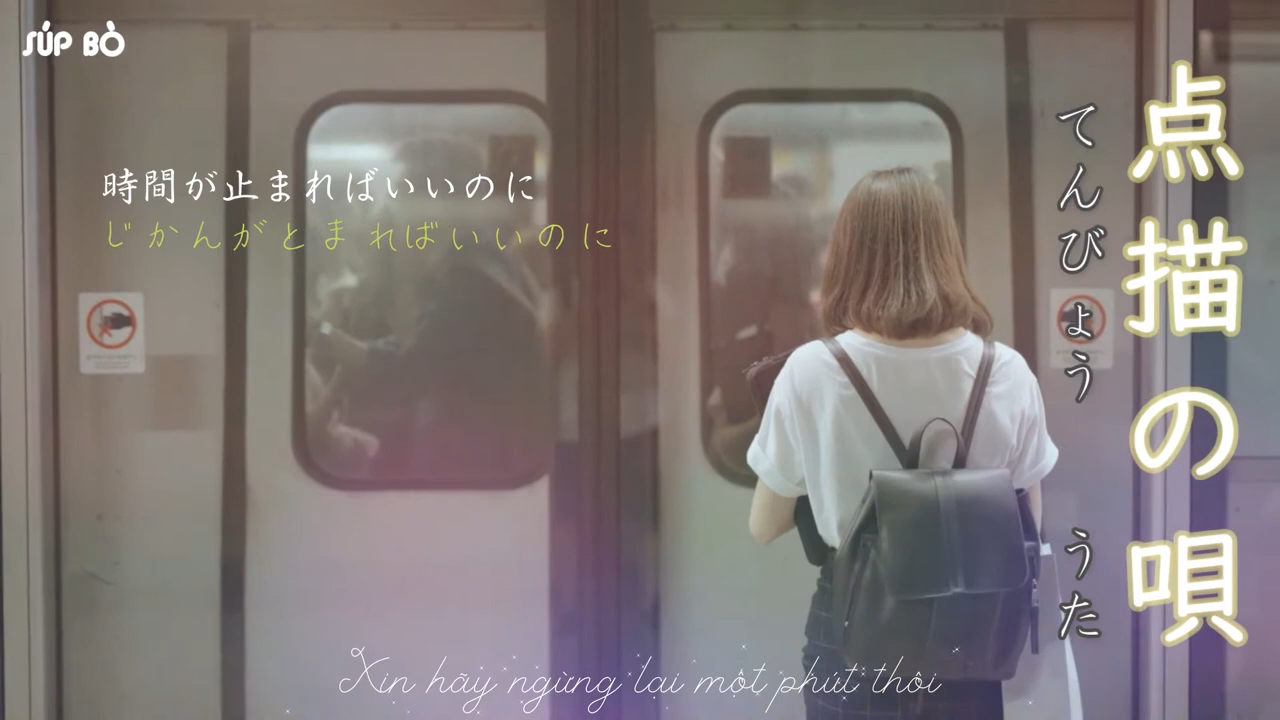 SÚP BÒ
点描の唄
てんびょう うた
時間が止まればいいのに
じかんがとまればいいのに
Xin hãy ngừng lại một phút thôi